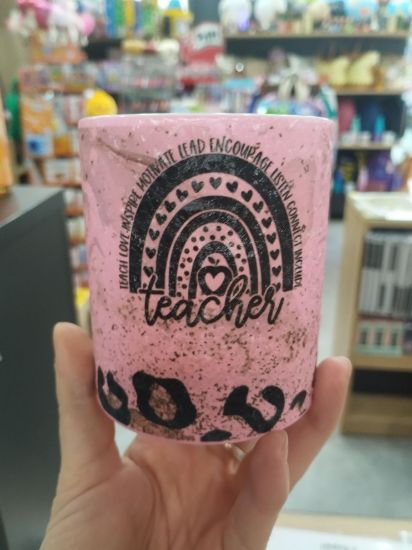 TEACH LOVE INSPIRE MOTIVATE LEAD ENCOURAGE LISTEN CONNECT INCLUDE
teacher